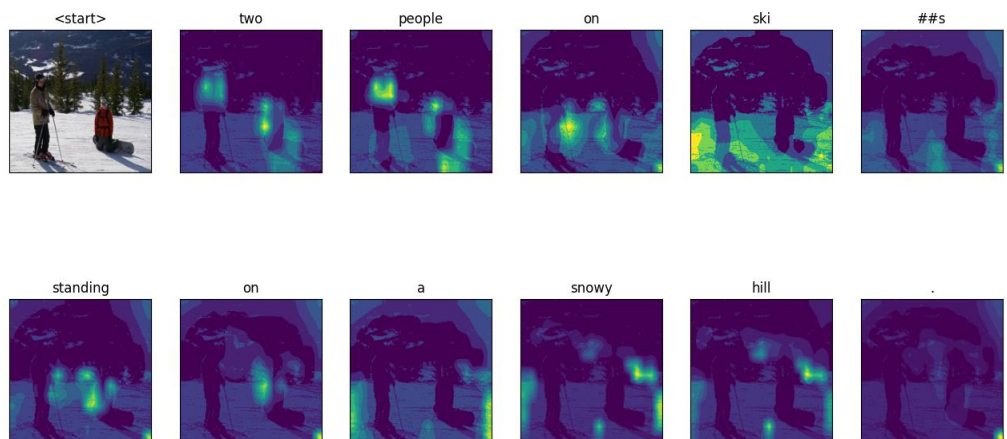 <start> two people on ski ##s
standing on a snowy hill .